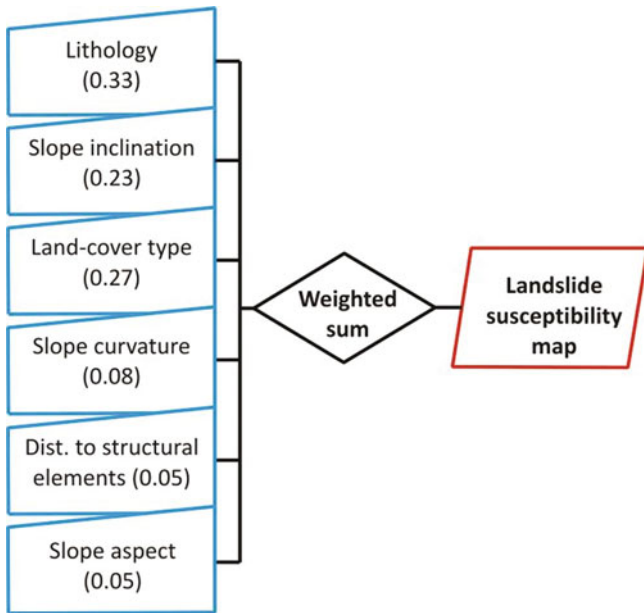 Lithology
(0.33)
Slope inclination
(0.23)
Land-cover type
(0.27)
Slope curvature
(0.08)
Dist. to structural
elements (0.05)
Slope aspect
(0.05)
Weighted
sum
Landslide
susceptibility
map